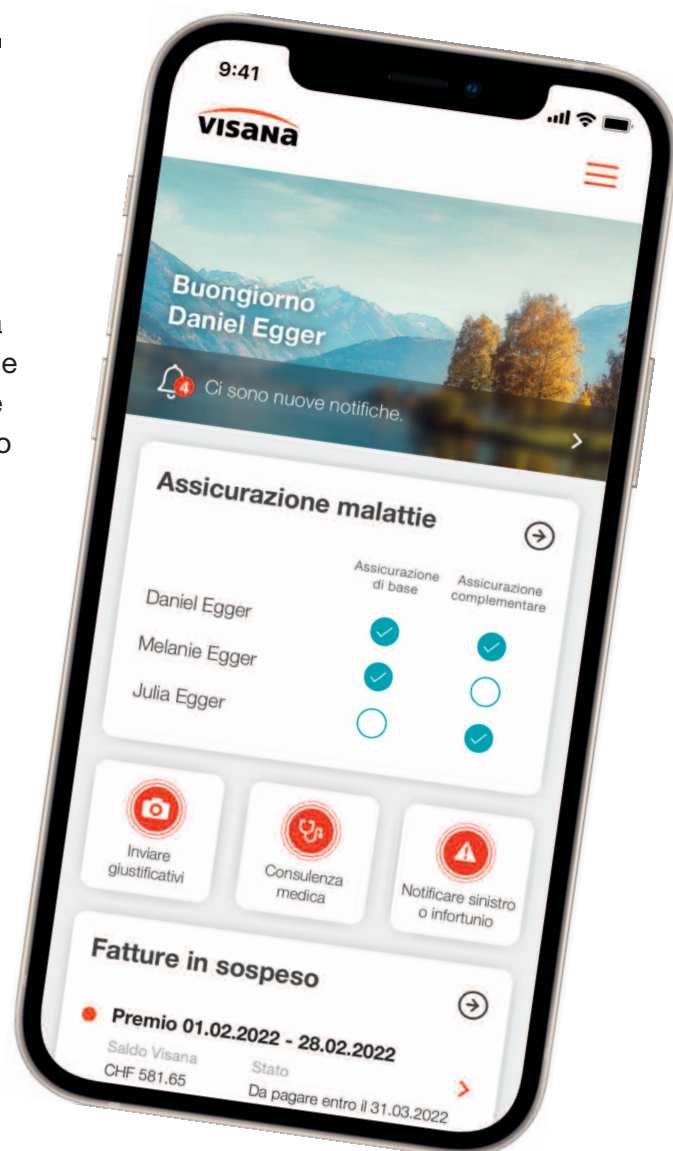 9:41
VISANA
Buongiorno
Daniel Egger
4
Ci sono nuove notifiche.
Assicurazione malattie
Assicurazione
di base
Assicurazione
complementare
Daniel Egger
Melanie Egger
Julia Egger
Inviare
giustificativi
Consulenza
medica
Notificare sinistro
o infortunio
Fatture in sospeso
Premio 01.02.2022 - 28.02.2022
Saldo Visana
Stato
CHF 581.65
Da pagare entro il 31.03.2022